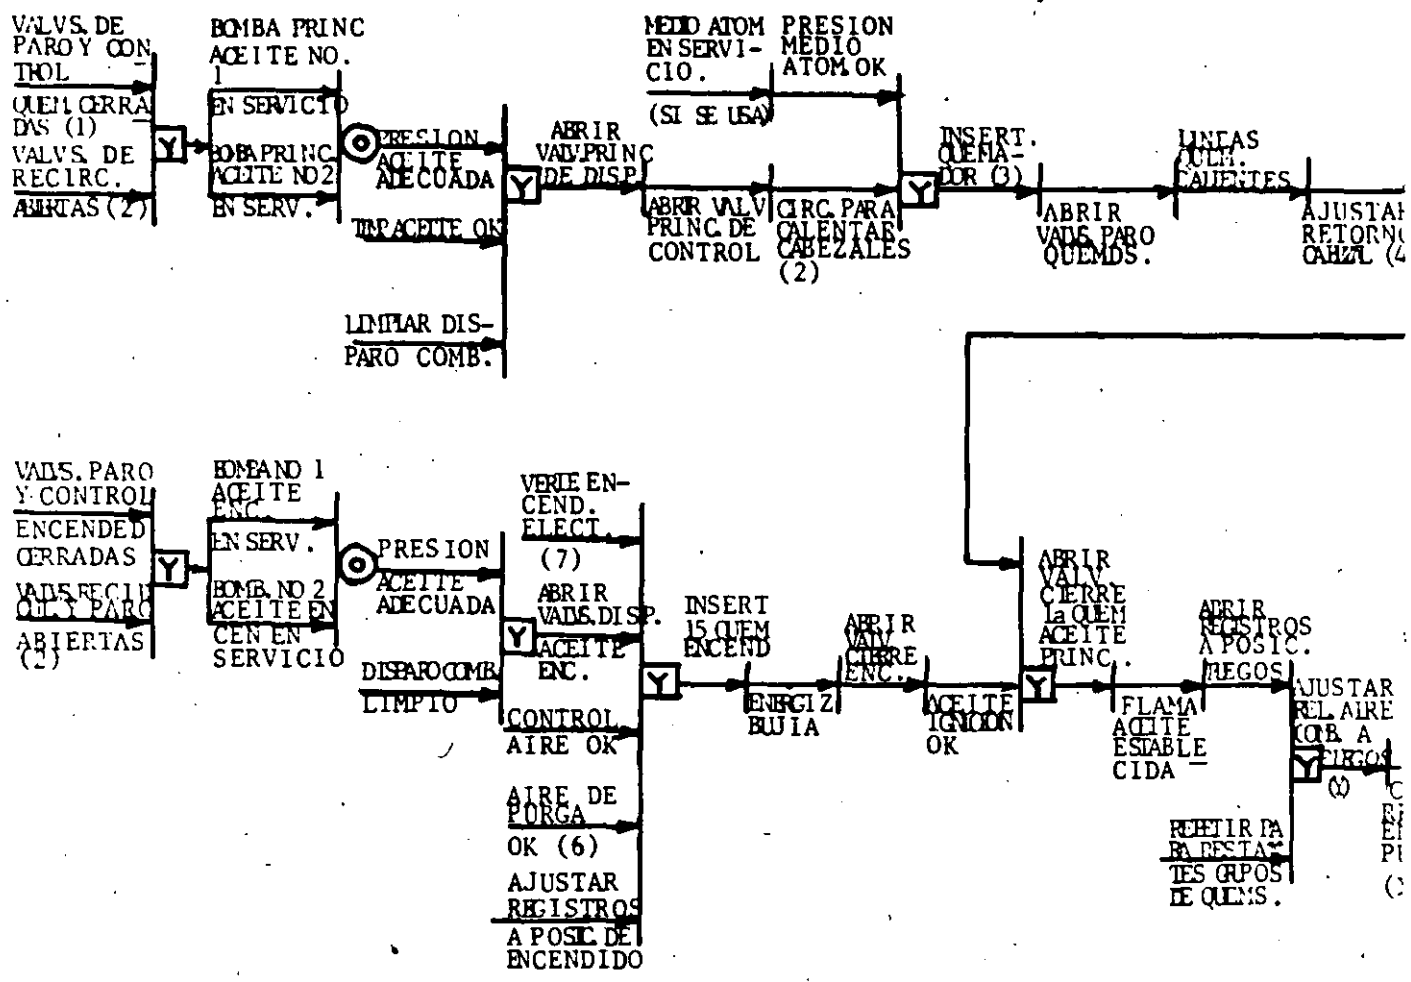 VALVS. DE
PARO Y CON
TROL
QUEM. CERRA
DAS (1)
VALVS. DE
RECIRC.
ABIERTAS (2)
Y
BOMBA PRINC
ACEITE NO.
1
EN SERVICIO
BOMBA PRINC.
ACEITE NO 2
EN SERV.
PRESION
ACEITE
ADECUADA
TEMP ACEITE OK
LIMPIAR DIS-
PARO COMB.
Y
ABRIR
VALV. PRINC
DE DISP.
ABRIR VALV
PRINC. DE
CONTROL
MEDIO ATOM
EN SERVI-
CIO.
(SI SE USA)
PRESION
MEDIO
ATOM. OK
CIRC. PARA
CALENTAR
CABEZALES
(2)
Y
INSERT.
QUEMA-
DOR (3)
ABRIR
VALVS. PARO
QUEMDS.
LINEAS
QUEM.
CALIENTES
AJUSTAR
RETORNO
CABZL (4
VALVS. PARO
Y CONTROL
ENCENDED
CERRADAS
ABIERTAS
(2)
Y
BOMBA NO 1
ACEITE
ENC.
EN SERV.
BOMB. NO 2
ACEITE EN
CEN EN
SERVICIO
PRESION
ACEITE
ADECUADA
DISPARO COMB.
LIMPIO
Y
VERIF. EN-
CEND.
ELECT.
(7)
ABRIR
VALVS. DISP.
ACEITE
ENC.
CONTROL
AIRE OK
AIRE DE
PURGA
OK (6)
AJUSTAR
REGISTROS
A POSIC. DE
ENCENDIDO
Y
INSERT
QUEM
ENCEND
ENERGIZ
BUJIA
ABRIR
VALV
CIERRE
ENC.
ACEITE
IGNICION
OK
ABRIR
VALV.
CIERRE
1a QUEM
ACEITE
PRINC.
Y
FLAMA
ACEITE
ESTABLE
CIDA
ABRIR
REGISTROS
A POSIC.
FUEGOS
REPETIR PA
RA RESTAN
TES GRUPOS
DE QUEMS.
Y
AJUSTAR
REL. AIRE
COMB. A
FUEGOS